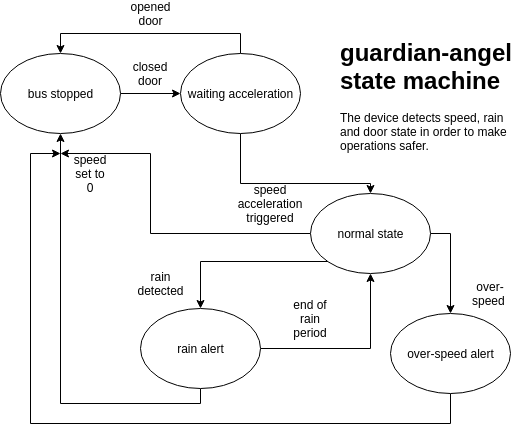 opened
door
guardian-angel
state machine
closed
door
bus stopped
waiting acceleration
The device detects speed, rain
and door state in order to make
operations safer.
speed
set to
0
speed
acceleration
triggered
normal state
rain
detected
end of
rain
period
over-
speed
rain alert
over-speed alert